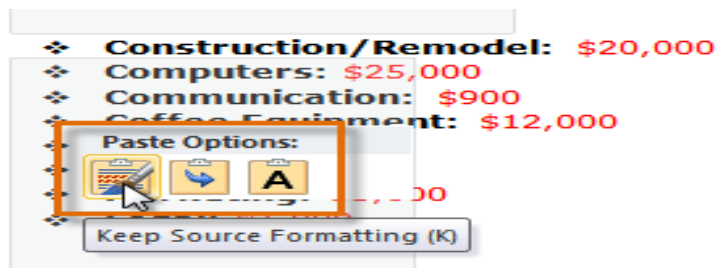 ❖ Construction/Remodel: $20,000
❖ Computers: $25,000
❖ Communication: $900
❖ Coffee Equipment: $12,000
Paste Options:
A
Keep Source Formatting (K)